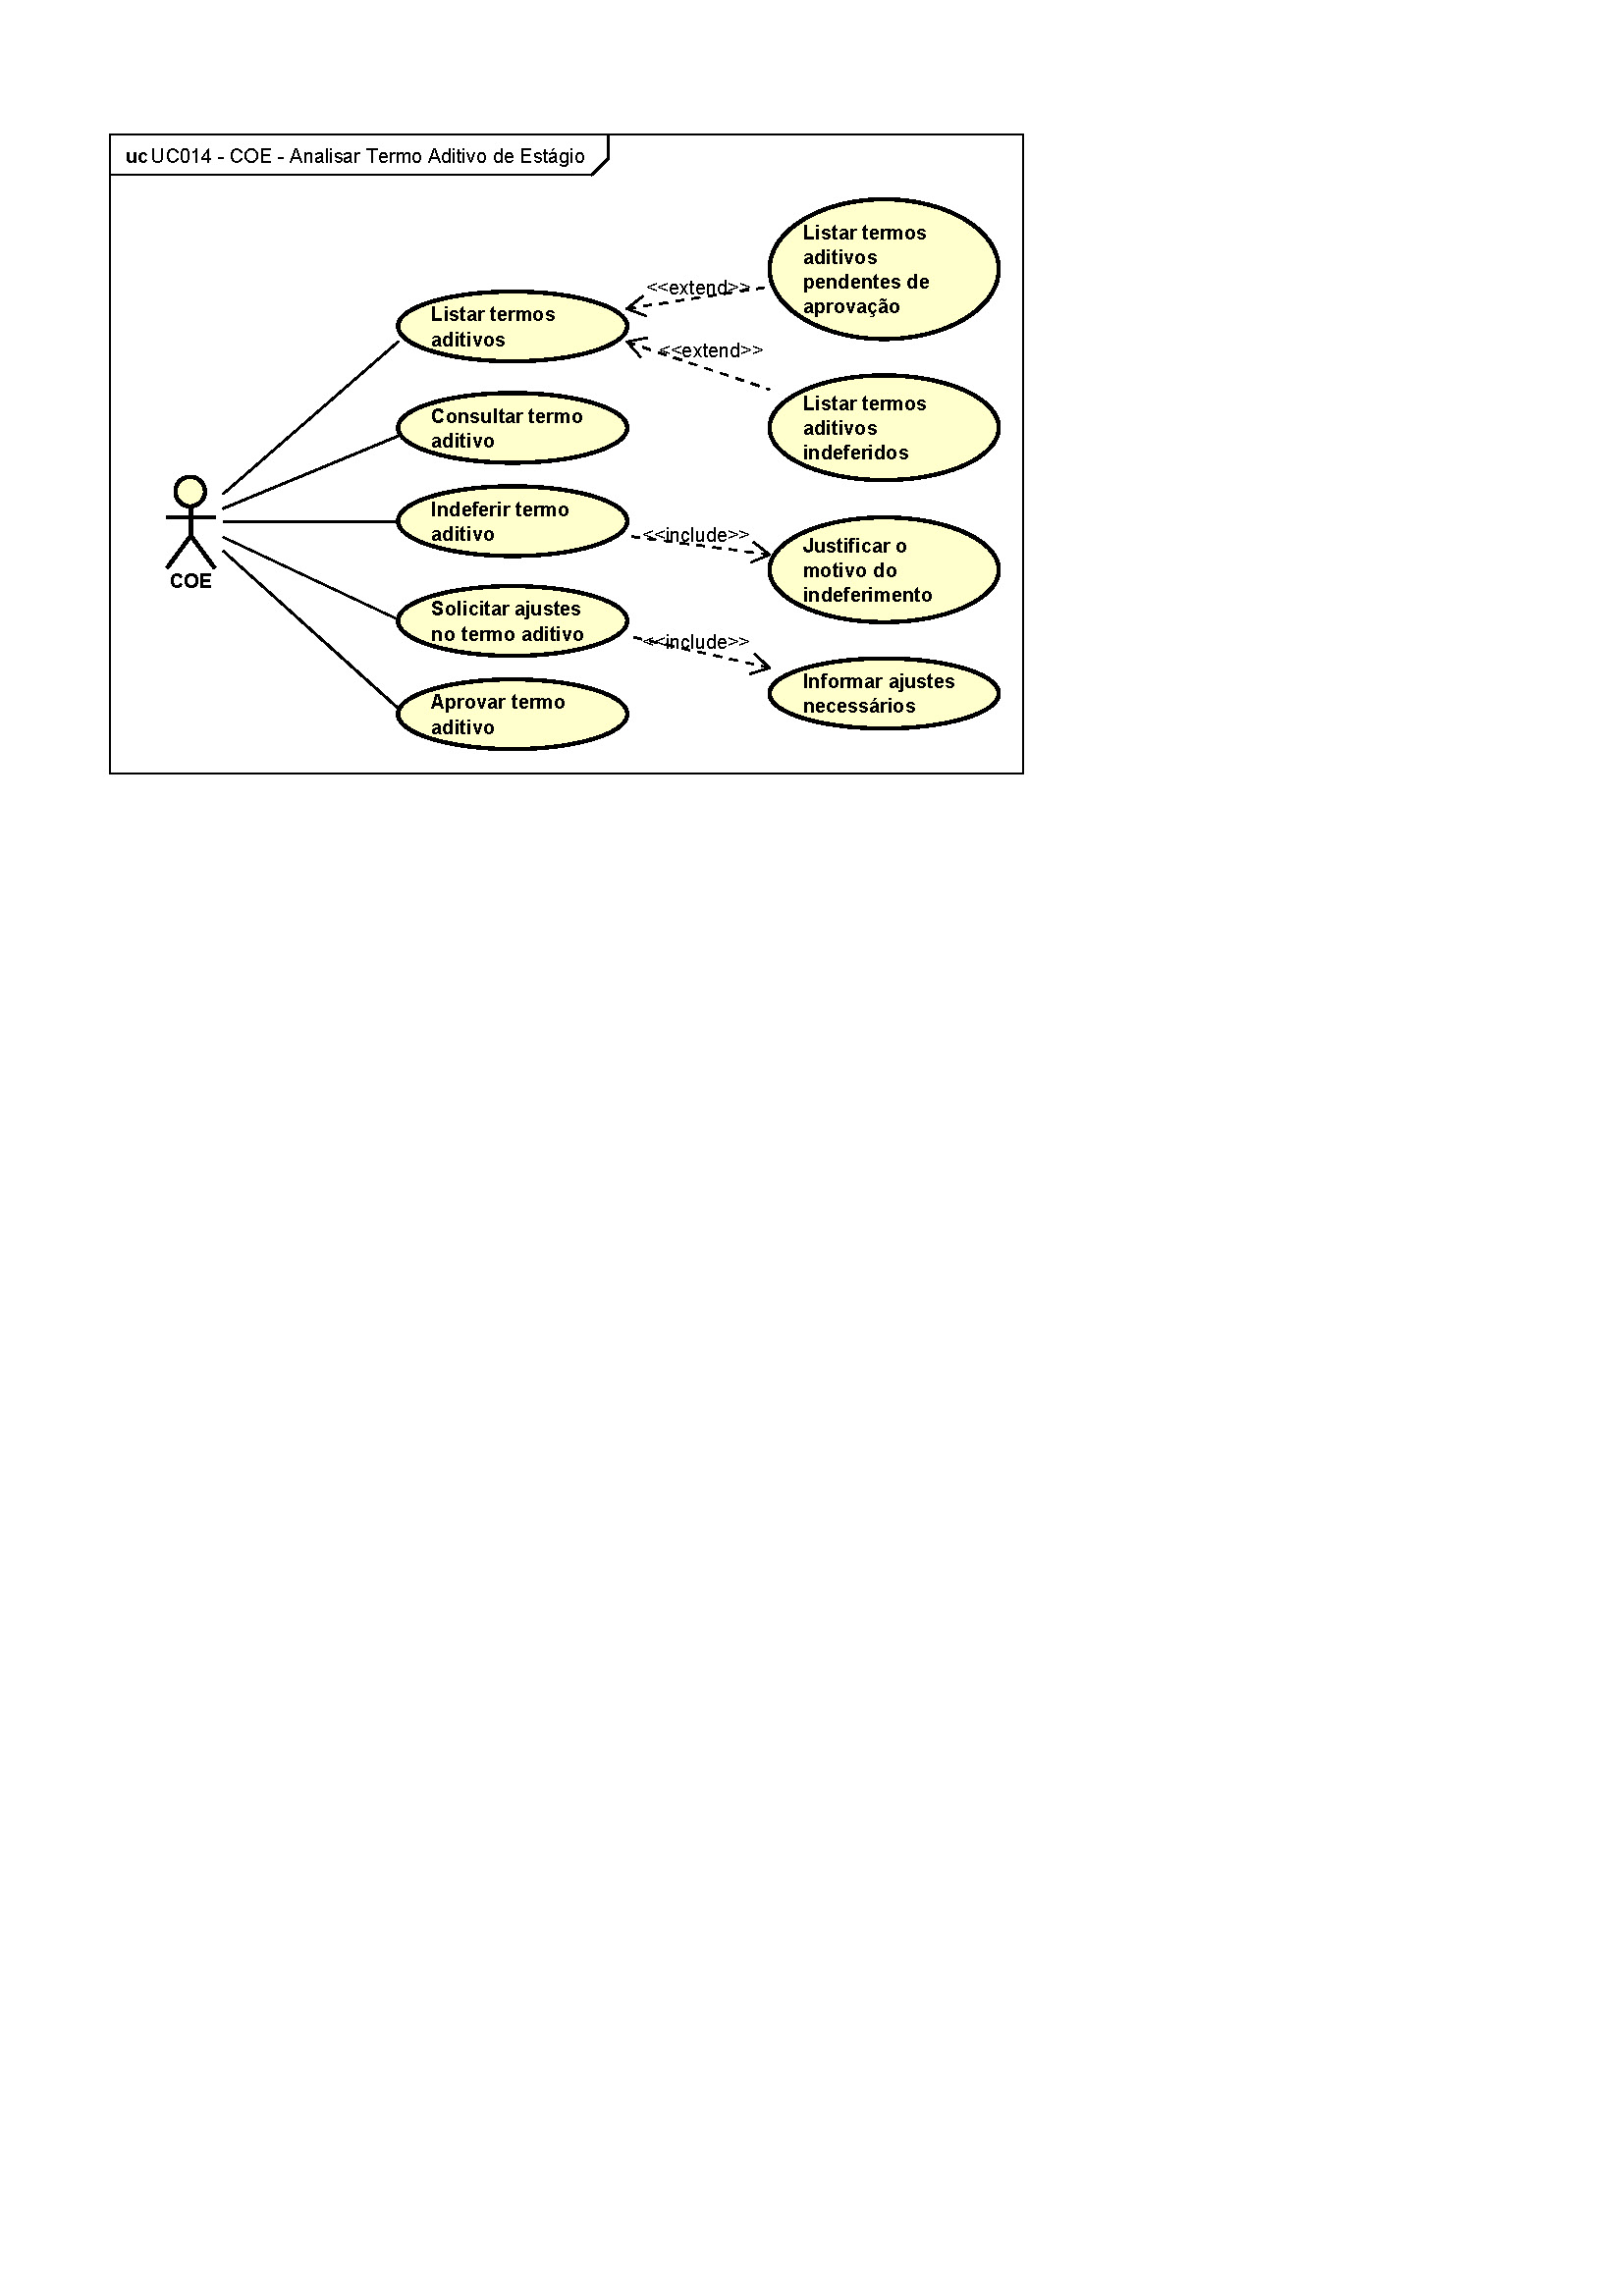 uc UC014 - COE - Analisar Termo Aditivo de Estágio
Listar termos
aditivos
pendentes de
aprovação
<<extend>>
Listar termos
aditivos
<<extend>>
Listar termos
aditivos
indeferidos
Consultar termo
aditivo
Indeferir termo
aditivo
<<include>>
Justificar o
motivo do
indeferimento
COE
Solicitar ajustes
no termo aditivo
<<include>>
Informar ajustes
necessários
Aprovar termo
aditivo